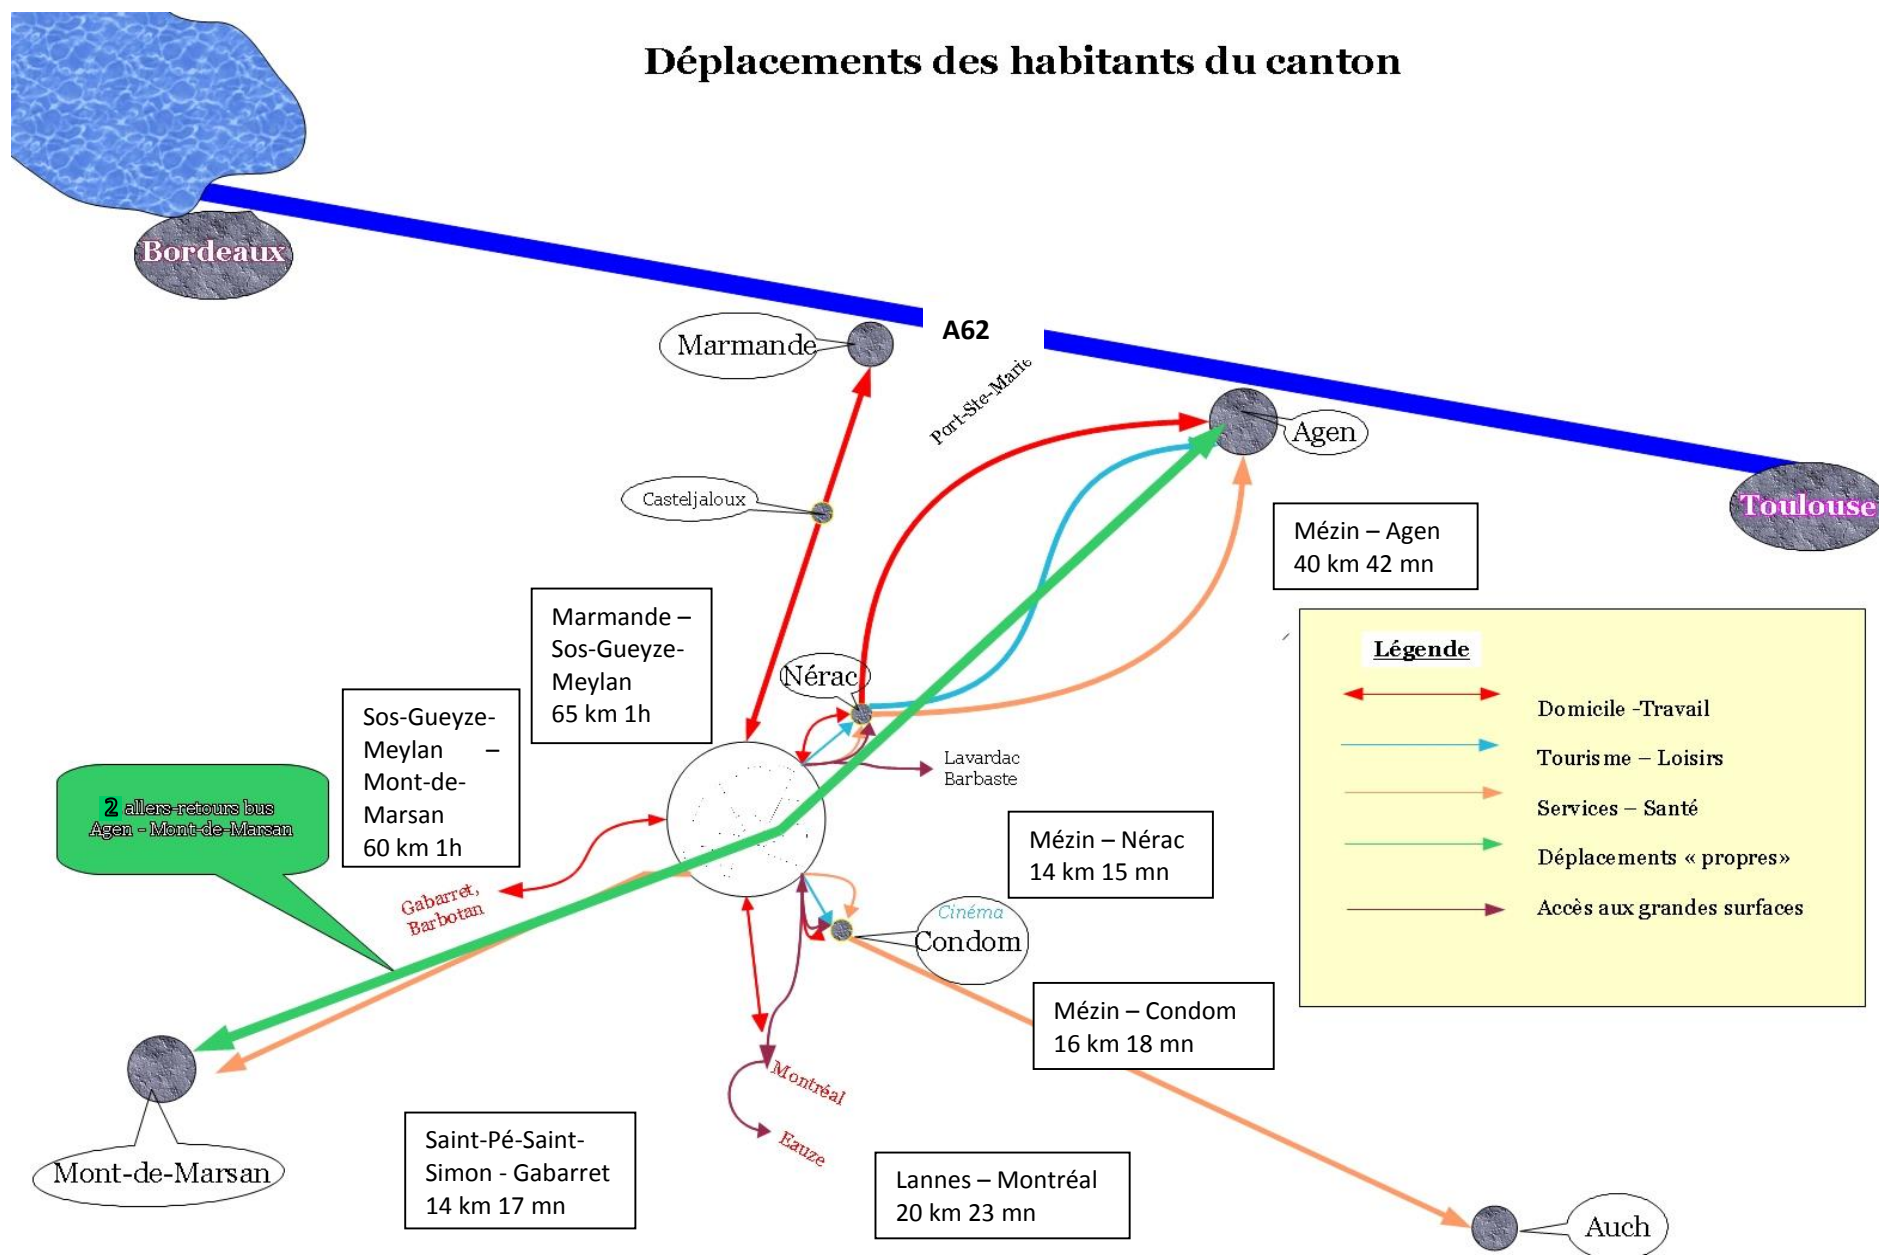 Déplacements des habitants du canton
Bordeaux
A62
Marmande
Port-Ste-Marie
Agen
Casteljaloux
Toulouse
Mézin – Agen
40 km 42 mn
Marmande –
Sos-Gueyze-
Meylan
65 km 1h
Légende
Domicile -Travail
Tourisme – Loisirs
Services – Santé
Déplacements « propres»
Accès aux grandes surfaces
Nérac
Sos-Gueyze-
Meylan –
Mont-de-
Marsan
60 km 1h
Lavardac
Barbaste
2 allers-retours bus
Agen - Mont-de-Marsan
Mézin – Nérac
14 km 15 mn
Gabarret,
Barbotan
Cinéma
Condom
Mézin – Condom
16 km 18 mn
Montréal
Eauze
Mont-de-Marsan
Saint-Pé-Saint-
Simon - Gabarret
14 km 17 mn
Lannes – Montréal
20 km 23 mn
Auch